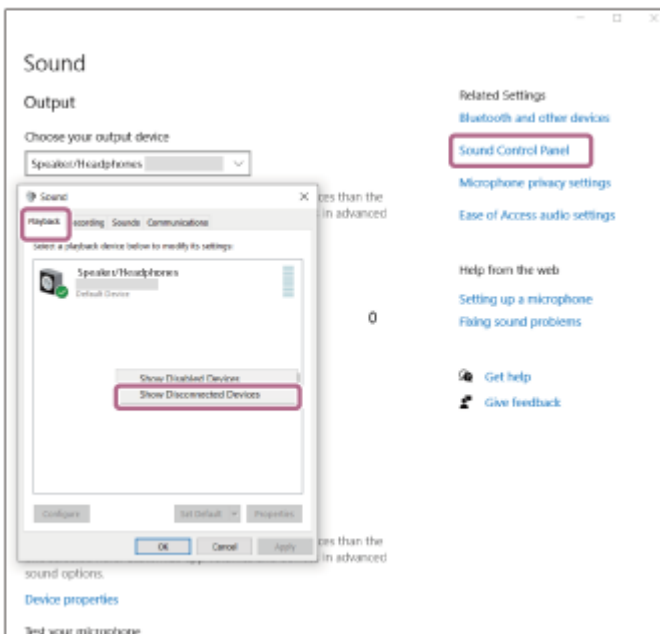 Sound
Output
Choose your output device
Speaker/Headphones
Related Settings
Bluetooth and other devices
Sound Control Panel
Microphone privacy settings
Ease of Access audio settings
Help from the web
Setting up a microphone
Fixing sound problems
Get help
Give feedback
ces than the
in advanced
0
Sound
Playback
ecording Sounds Communications
Select a playback device below to modify its settings:
Speaker/Headphones
Default Device
Show Disabled Devices
Show Disconnected Devices
Configure
Set Default
Properties
OK
Cancel
Apply
ces than the
in advanced
sound options.
Device properties
Test your microphone